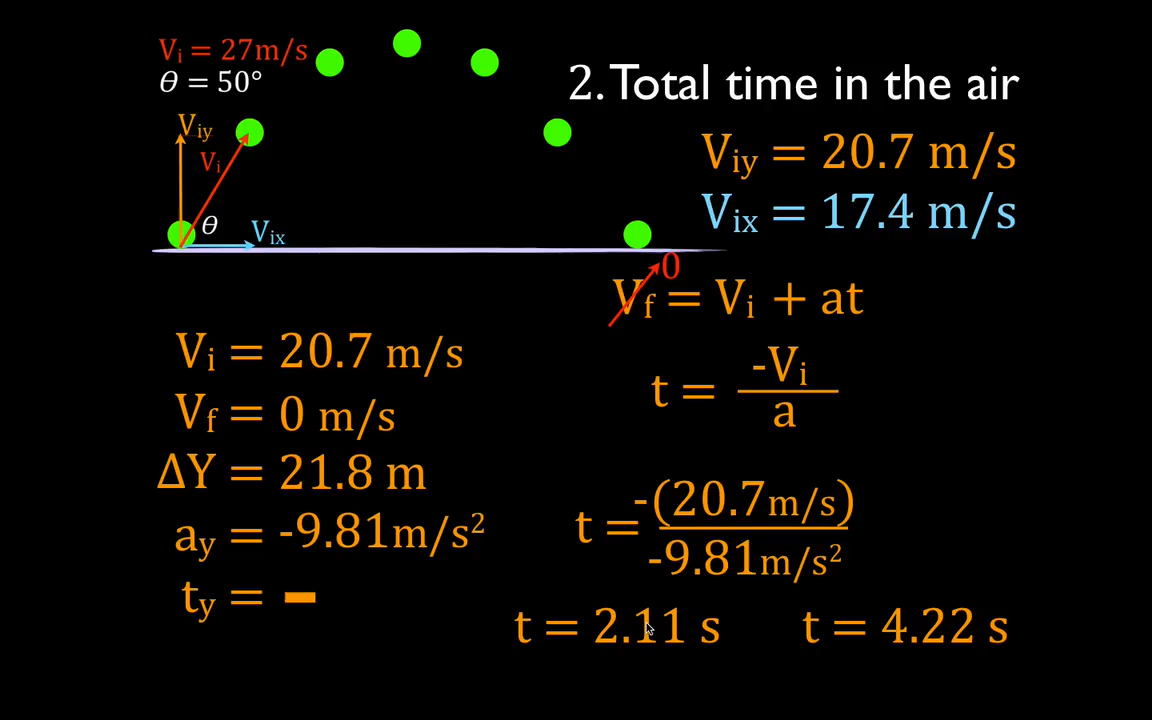 Vi = 27m/s
θ = 50°
2. Total time in the air
Viy
Viy = 20.7 m/s
Vi
Vix = 17.4 m/s
θ
Vix
0
Vf = Vi + at
Vi = 20.7 m/s
t = -Vi / a
Vf = 0 m/s
ΔY = 21.8 m
t = -(20.7m/s) / -9.81m/s²
ay = -9.81m/s²
ty = -
t = 2.11 s
t = 4.22 s